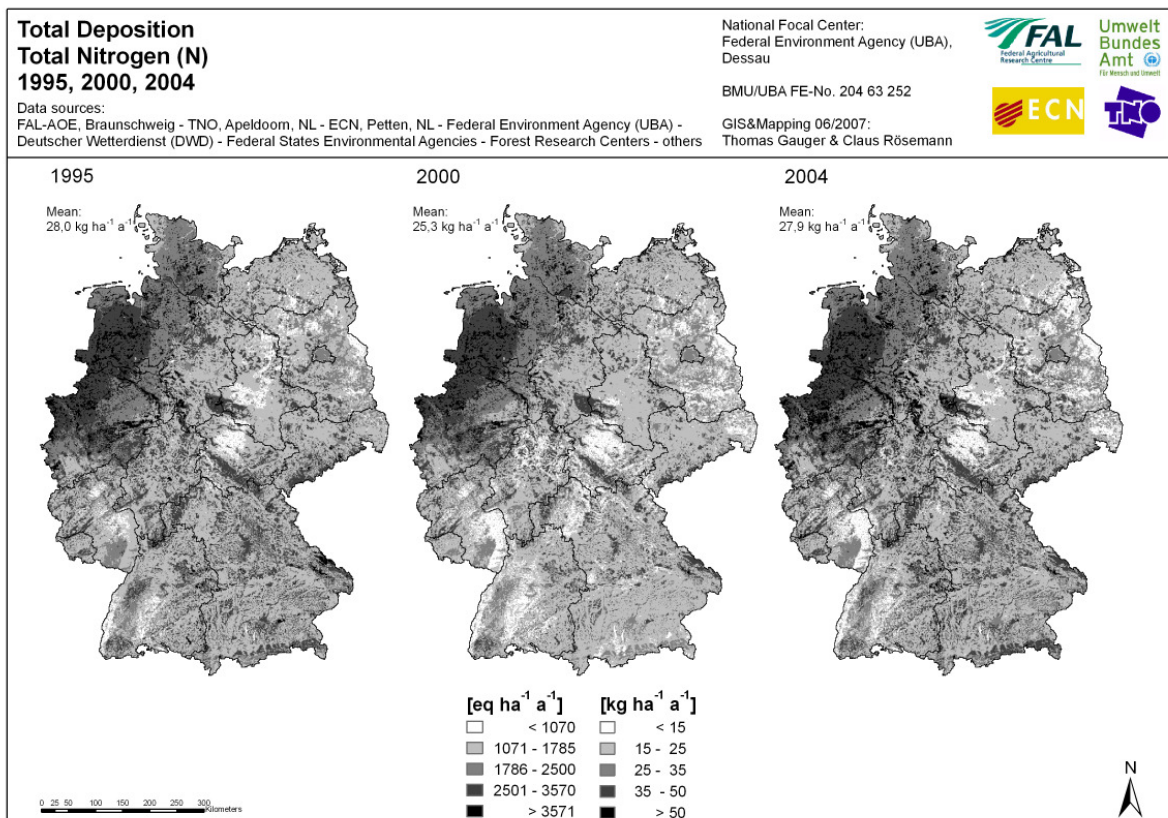 Total Deposition
Total Nitrogen (N)
1995, 2000, 2004
Data sources:
FAL-AOE, Braunschweig - TNO, Apeldoorn, NL - ECN, Petten, NL - Federal Environment Agency (UBA) -
Deutscher Wetterdienst (DWD) - Federal States Environmental Agencies - Forest Research Centers - others
National Focal Center:
Federal Environment Agency (UBA),
Dessau
BMU/UBA FE-No. 204 63 252
GIS&Mapping 06/2007:
Thomas Gauger & Claus Rösemann
FAL
Federal Agricultural
Research Centre
Umwelt
Bundes
Amt
Für Mensch und Umwelt
ECN
TNO
1995
Mean:
28,0 kg ha⁻¹ a⁻¹
2000
Mean:
25,3 kg ha⁻¹ a⁻¹
2004
Mean:
27,9 kg ha⁻¹ a⁻¹
[eq ha⁻¹ a⁻¹] [kg ha⁻¹ a⁻¹]
< 1070 < 15
1071 - 1785 15 - 25
1786 - 2500 25 - 35
2501 - 3570 35 - 50
> 3571 > 50
0 25 50 100 150 200 250 300
Kilometers
N